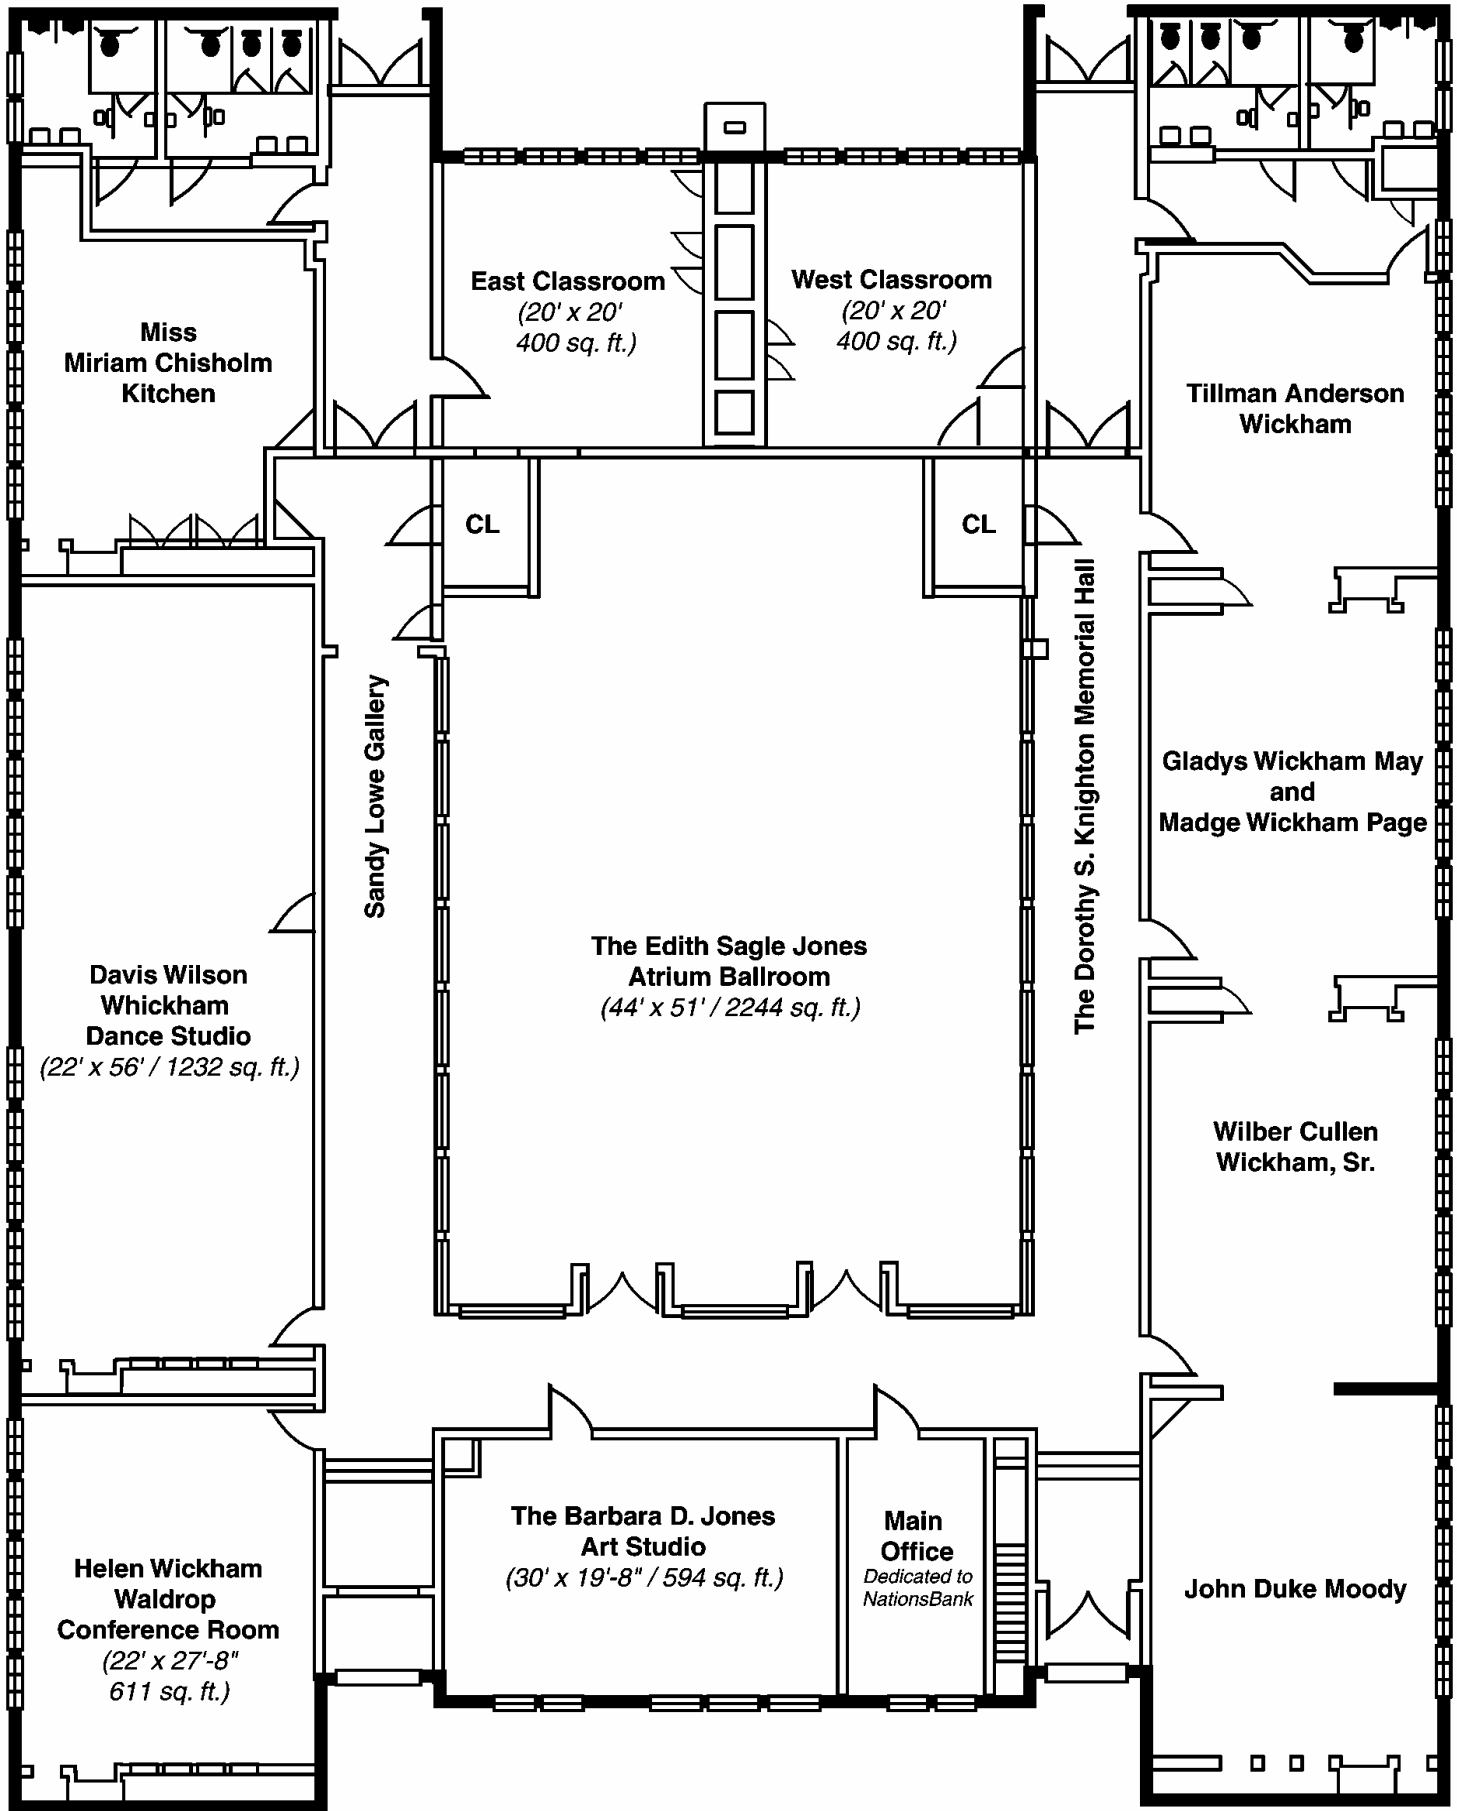 East Classroom
(20' x 20'
400 sq. ft.)
West Classroom
(20' x 20'
400 sq. ft.)
Miss
Miriam Chisholm
Kitchen
Tillman Anderson
Wickham
CL
CL
Sandy Lowe Gallery
The Dorothy S. Knighton Memorial Hall
Gladys Wickham May
and
Madge Wickham Page
The Edith Sagle Jones
Atrium Ballroom
(44' x 51' / 2244 sq. ft.)
Davis Wilson
Whickham
Dance Studio
(22' x 56' / 1232 sq. ft.)
Wilber Cullen
Wickham, Sr.
The Barbara D. Jones
Art Studio
(30' x 19'-8" / 594 sq. ft.)
Main
Office
Dedicated to
NationsBank
Helen Wickham
Waldrop
Conference Room
(22' x 27'-8"
611 sq. ft.)
John Duke Moody